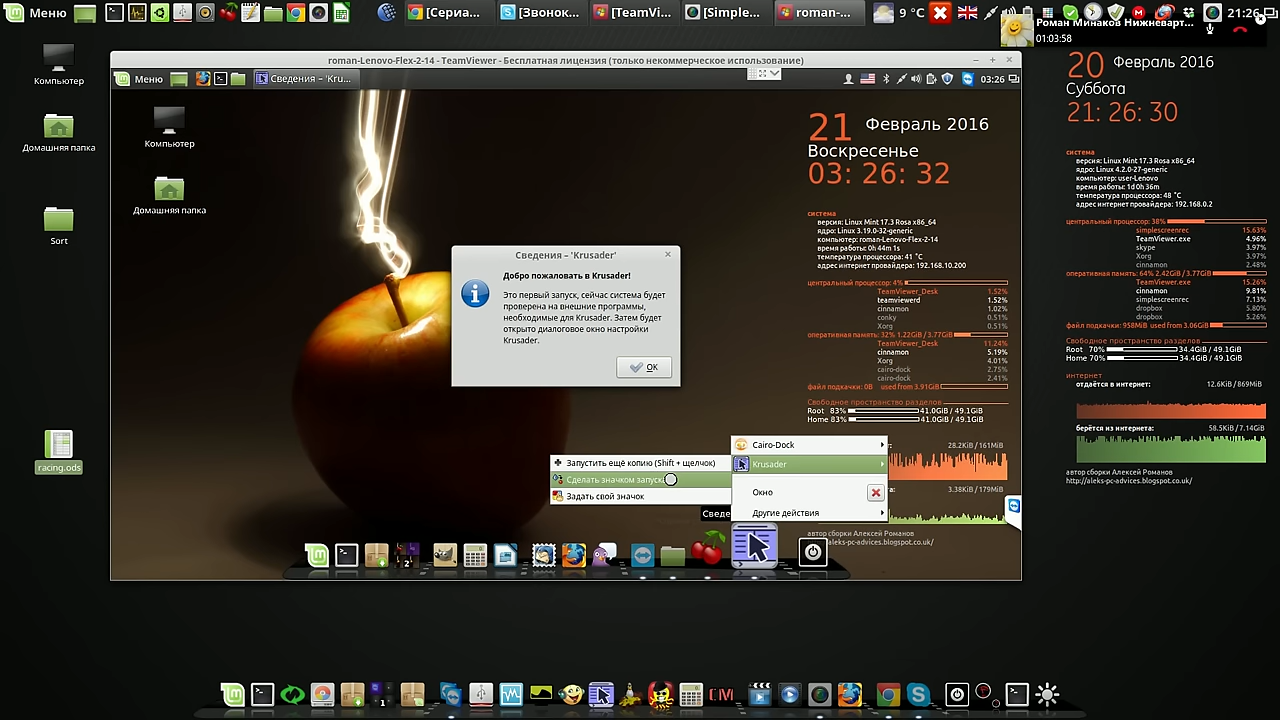 Меню
[Сериа...
[Звонок...
[TeamVi...
[Simple...
roman-...
9 °C
21:26
Роман Минаков Нижневарт...
01:03:58
Компьютер
Домашняя папка
Sort
racing.ods
roman-Lenovo-Flex-2-14 - TeamViewer - Бесплатная лицензия (только некоммерческое использование)
Меню
Сведения – 'Kru...
03:26
Компьютер
Домашняя папка
21 Февраль 2016
Воскресенье
03: 26: 32
система
версия: Linux Mint 17.3 Rosa x86_64
ядро: Linux 3.19.0-32-generic
компьютер: roman-Lenovo-Flex-2-14
время работы: 0d 44m 1s
температура процессора: 41 °C
адрес интернет провайдера: 192.168.10.200
центральный процессор: 4%
TeamViewer_Desk 1.52%
teamviewerd 1.52%
cinnamon 1.02%
conky 0.51%
Xorg 0.51%
оперативная память: 32% 1.22GiB / 3.77GiB
TeamViewer_Desk 11.24%
cinnamon 5.19%
Xorg 4.01%
cairo-dock 2.75%
cairo-dock 2.41%
файл подкачки: 0B used from 3.91GiB
Свободное пространство разделов
Root 83% 41.0GiB / 49.1GiB
Home 83% 41.0GiB / 49.1GiB
28.2KiB / 161MiB
3.38KiB / 179MiB
автор сборки Алексей Романов
blogspot.co.uk/
Сведения – 'Krusader'
Добро пожаловать в Krusader!
Это первый запуск, сейчас система будет
проверена на внешние программы,
необходимые для Krusader. Затем будет
открыто диалоговое окно настройки
Krusader.
OK
Cairo-Dock
Krusader
Окно
Другие действия
Запустить ещё копию (Shift + щелчок)
Сделать значком запуска
Задать свой значок
Сведе
20 Февраль 2016
Суббота
21: 26: 30
система
версия: Linux Mint 17.3 Rosa x86_64
ядро: Linux 4.2.0-27-generic
компьютер: user-Lenovo
время работы: 1d 0h 36m
температура процессора: 48 °C
адрес интернет провайдера: 192.168.0.2
центральный процессор: 38%
simplescreenrec 15.63%
TeamViewer.exe 4.96%
skype 3.97%
Xorg 3.97%
cinnamon 2.48%
оперативная память: 64% 2.42GiB / 3.77GiB
TeamViewer.exe 15.26%
cinnamon 9.81%
simplescreenrec 7.13%
dropbox 5.80%
dropbox 5.26%
файл подкачки: 958MiB used from 3.06GiB
Свободное пространство разделов
Root 70% 34.4GiB / 49.1GiB
Home 70% 34.4GiB / 49.1GiB
интернет
отдаётся в интернет: 12.6KiB / 869MiB
берётся из интернета: 58.5KiB / 7.14GiB
автор сборки Алексей Романов
http://aleks-pc-advices.blogspot.co.uk/